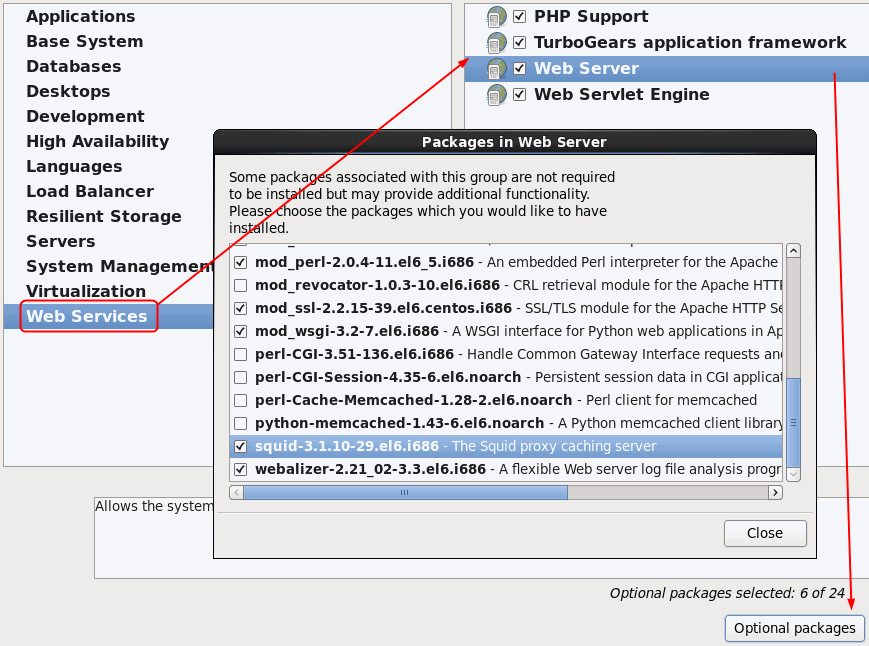 Applications
Base System
Databases
Desktops
Development
High Availability
Languages
Load Balancer
Resilient Storage
Servers
System Management
Virtualization
Web Services
PHP Support
TurboGears application framework
Web Server
Web Servlet Engine
Packages in Web Server
Some packages associated with this group are not required
to be installed but may provide additional functionality.
Please choose the packages which you would like to have
installed.
mod_perl-2.0.4-11.el6_5.i686 - An embedded Perl interpreter for the Apache
mod_revocator-1.0.3-10.el6.i686 - CRL retrieval module for the Apache HTTP
mod_ssl-2.2.15-39.el6.centos.i686 - SSL/TLS module for the Apache HTTP Se
mod_wsgi-3.2-7.el6.i686 - A WSGI interface for Python web applications in Ap
perl-CGI-3.51-136.el6.i686 - Handle Common Gateway Interface requests and
perl-CGI-Session-4.35-6.el6.noarch - Persistent session data in CGI applicat
perl-Cache-Memcached-1.28-2.el6.noarch - Perl client for memcached
python-memcached-1.43-6.el6.noarch - A Python memcached client library
squid-3.1.10-29.el6.i686 - The Squid proxy caching server
webalizer-2.21_02-3.3.el6.i686 - A flexible Web server log file analysis progr
Close
Allows the system
Optional packages selected: 6 of 24
Optional packages